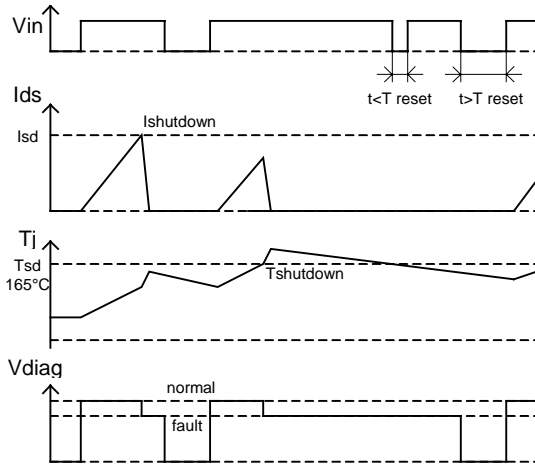 Vin
t<T reset
t>T reset
Ids
Ishutdown
Isd
Tj
Tsd
165°C
Tshutdown
Vdiag
normal
fault